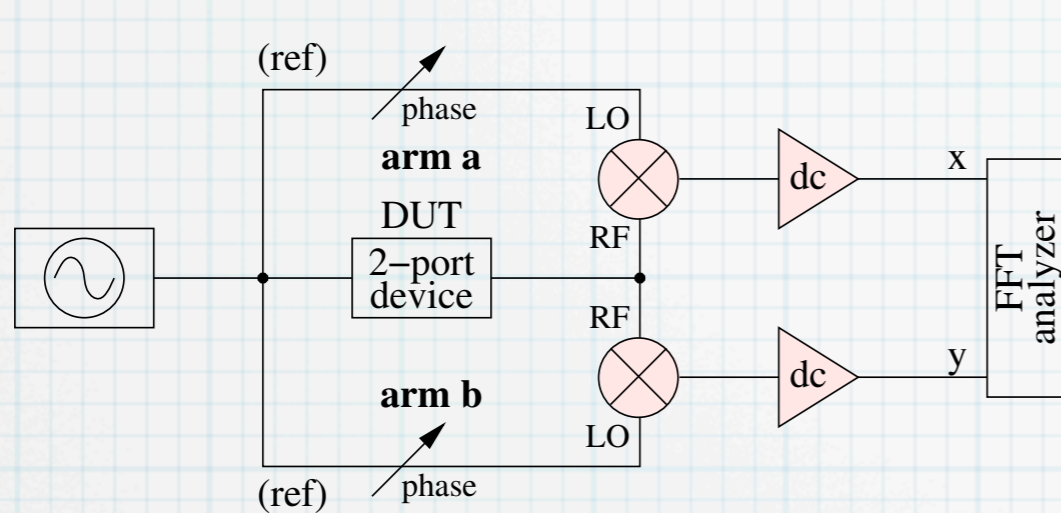 (ref)
phase
LO
arm a
DUT
2−port
device
RF
dc
x
FFT
analyzer
RF
dc
y
arm b
LO
(ref)
phase